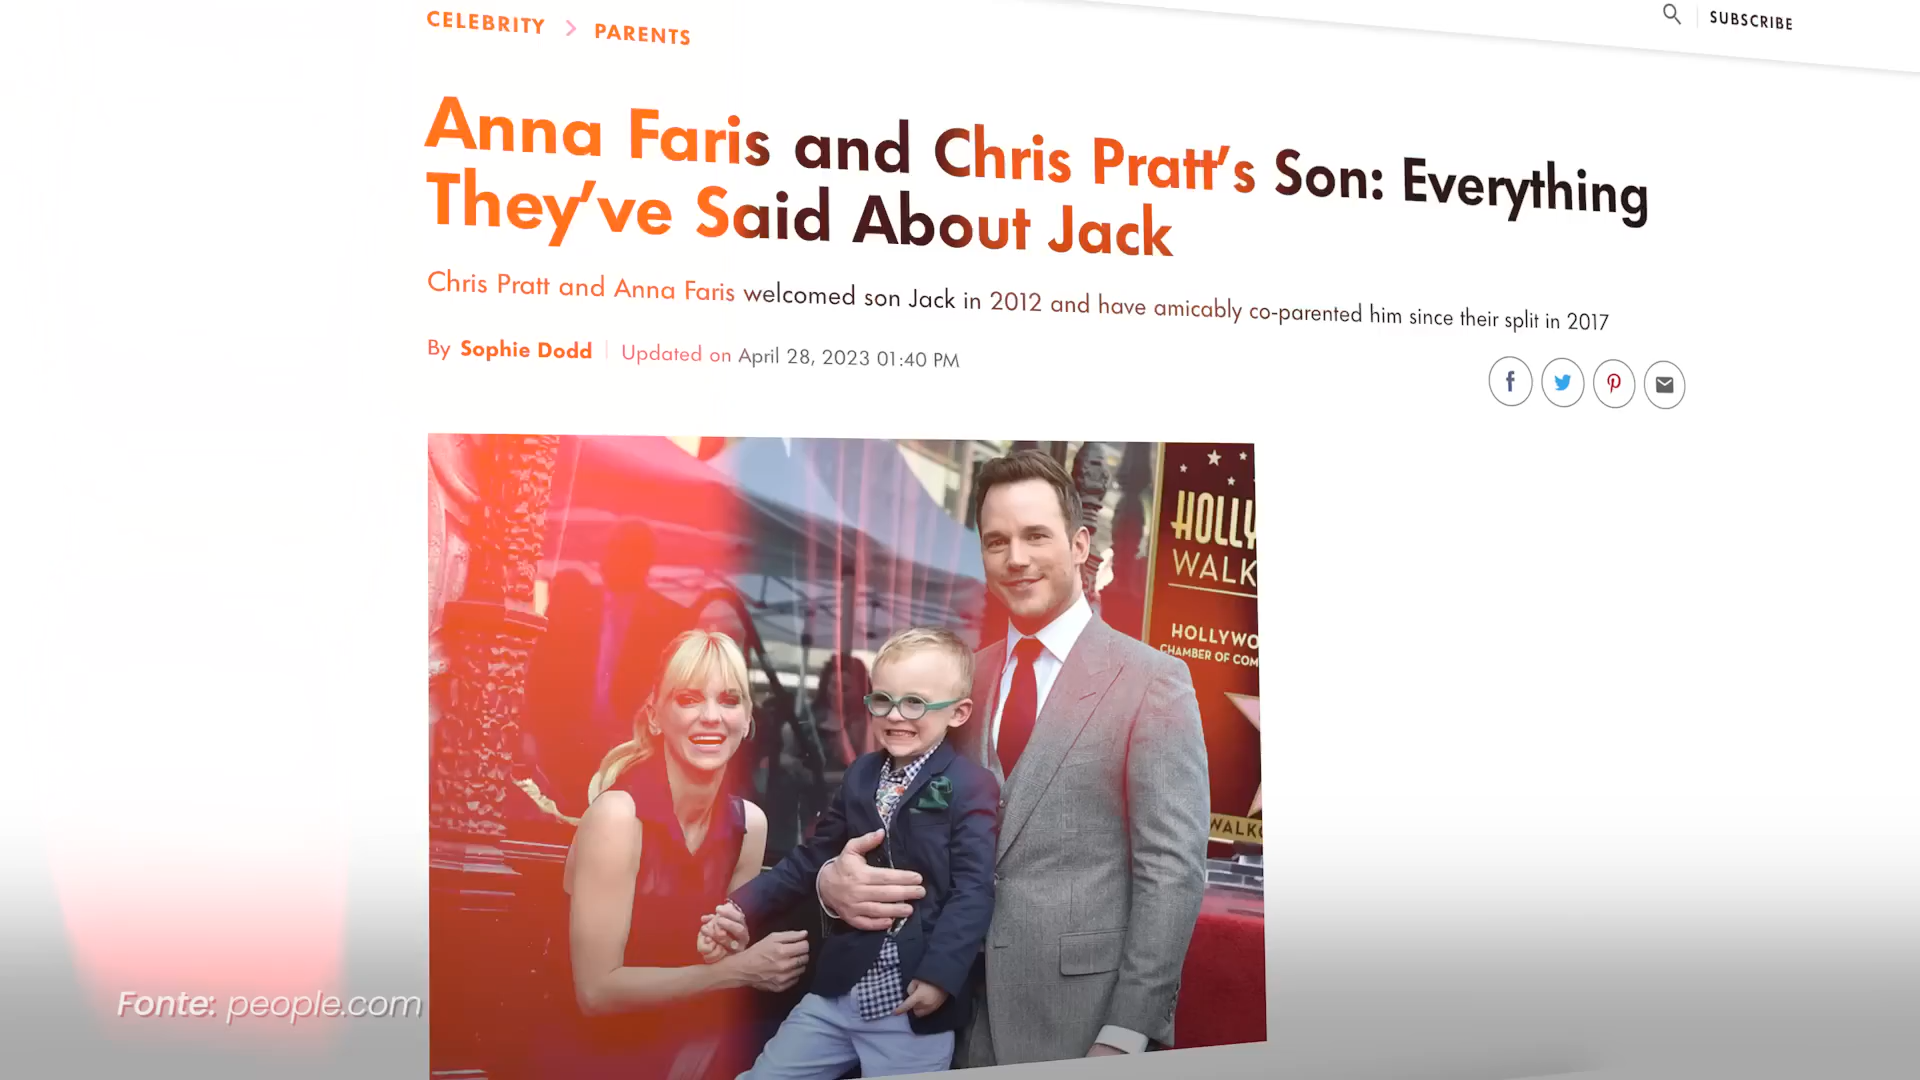 CELEBRITY > PARENTS
SUBSCRIBE
Anna Faris and Chris Pratt’s Son: Everything
They’ve Said About Jack
Chris Pratt and Anna Faris welcomed son Jack in 2012 and have amicably co-parented him since their split in 2017
By Sophie Dodd | Updated on April 28, 2023 01:40 PM
HOLLY
WALK
HOLLYWO
CHAMBER OF COM
WALK
Fonte: people.com